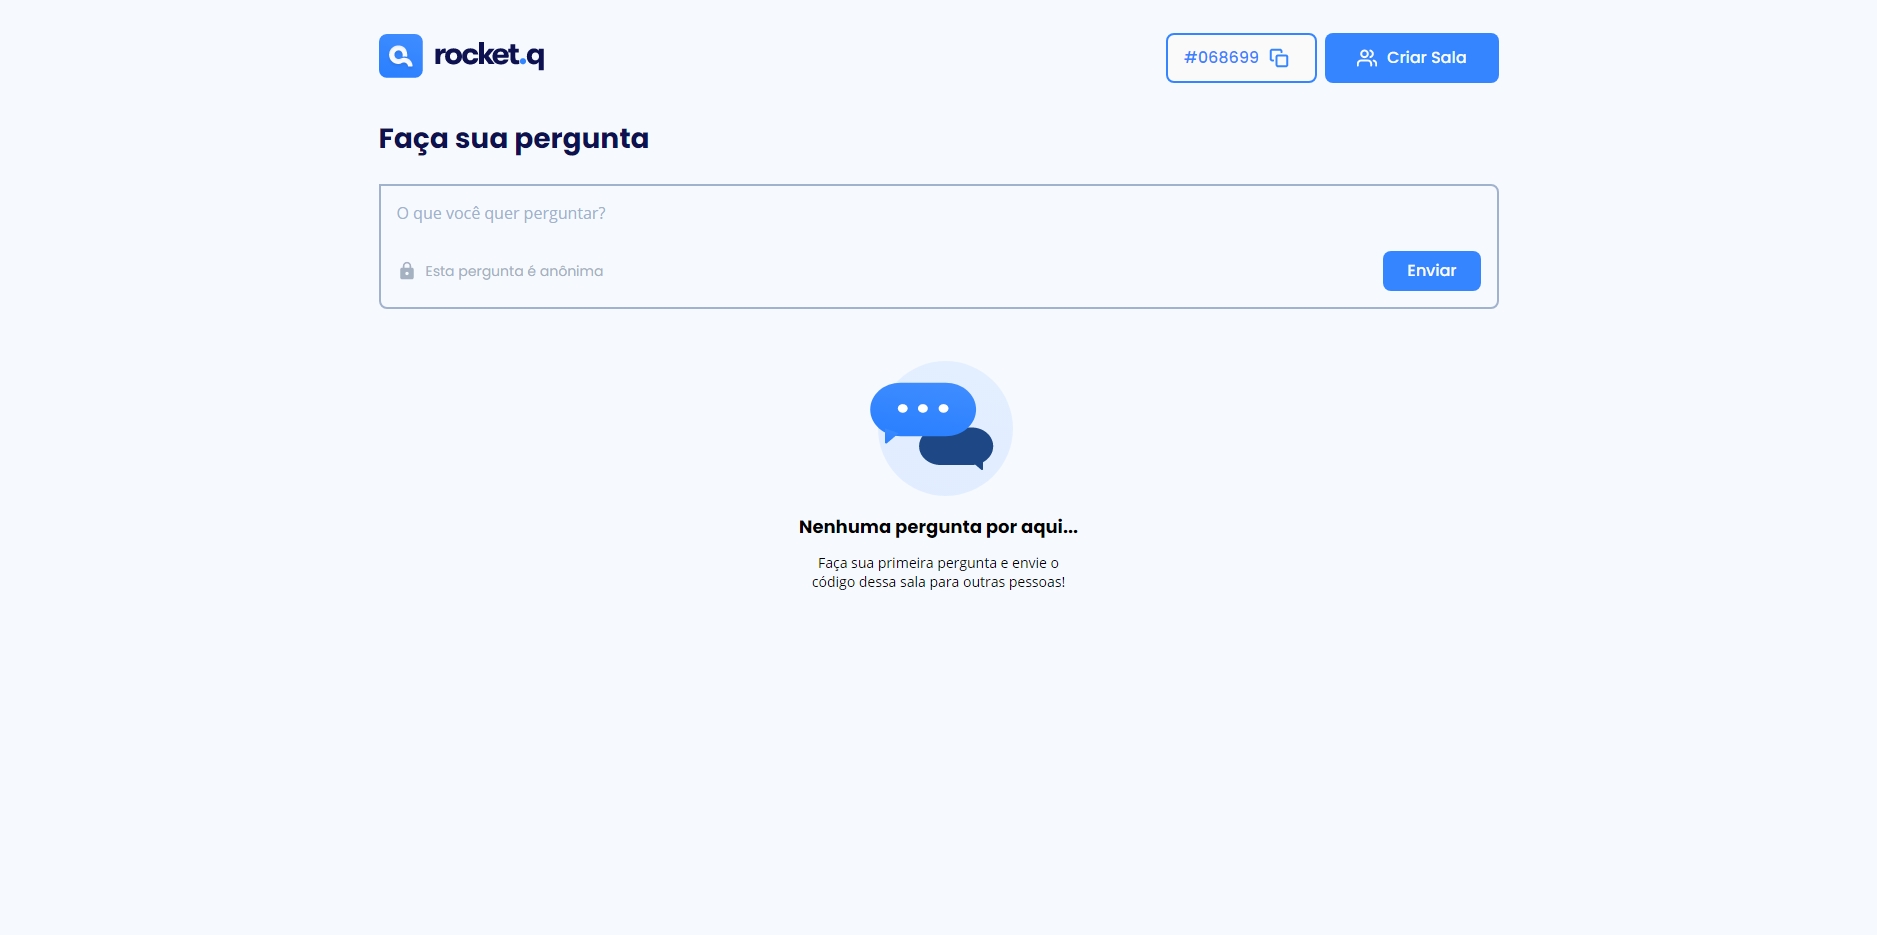 rocket.q
#068699
Criar Sala
Faça sua pergunta
O que você quer perguntar?
Esta pergunta é anônima
Enviar
Nenhuma pergunta por aqui...
Faça sua primeira pergunta e envie o
código dessa sala para outras pessoas!